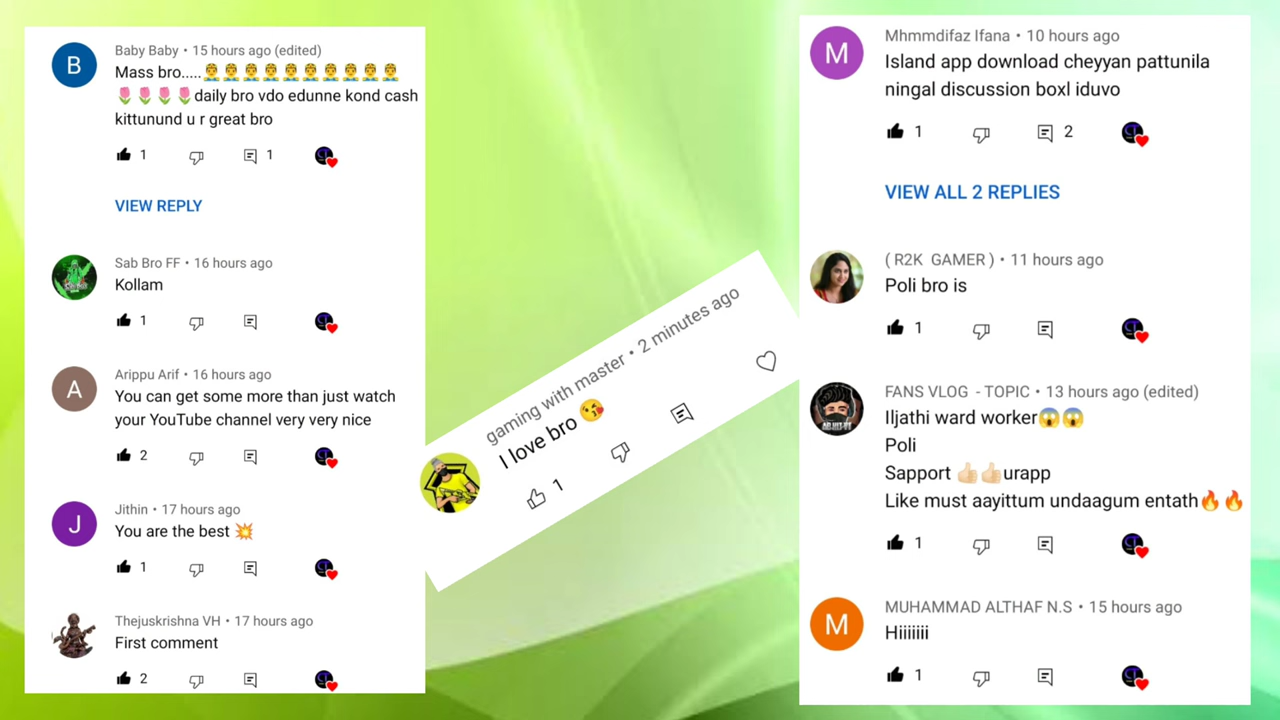 B
Baby Baby • 15 hours ago (edited)
Mass bro.....👨‍🎨👨‍🎨👨‍🎨👨‍🎨👨‍🎨👨‍🎨👨‍🎨👨‍🎨👨‍🎨👨‍🎨
🌷🌷🌷🌷daily bro vdo edunne kond cash
kittunund u r great bro
1 1
VIEW REPLY
Sab Bro FF • 16 hours ago
Kollam
1
A
Arippu Arif • 16 hours ago
You can get some more than just watch
your YouTube channel very very nice
2
J
Jithin • 17 hours ago
You are the best 💥
1
Thejuskrishna VH • 17 hours ago
First comment
2
gaming with master • 2 minutes ago
I love bro 😘
1
M
Mhmmdifaz Ifana • 10 hours ago
Island app download cheyyan pattunila
ningal discussion boxl iduvo
1 2
VIEW ALL 2 REPLIES
( R2K GAMER ) • 11 hours ago
Poli bro is
1
FANS VLOG - TOPIC • 13 hours ago (edited)
Iljathi ward worker😱😱
Poli
Sapport 👍🏻👍🏻urapp
Like must aayittum undaagum entath🔥🔥
1
M
MUHAMMAD ALTHAF N.S • 15 hours ago
Hiiiiiii
1